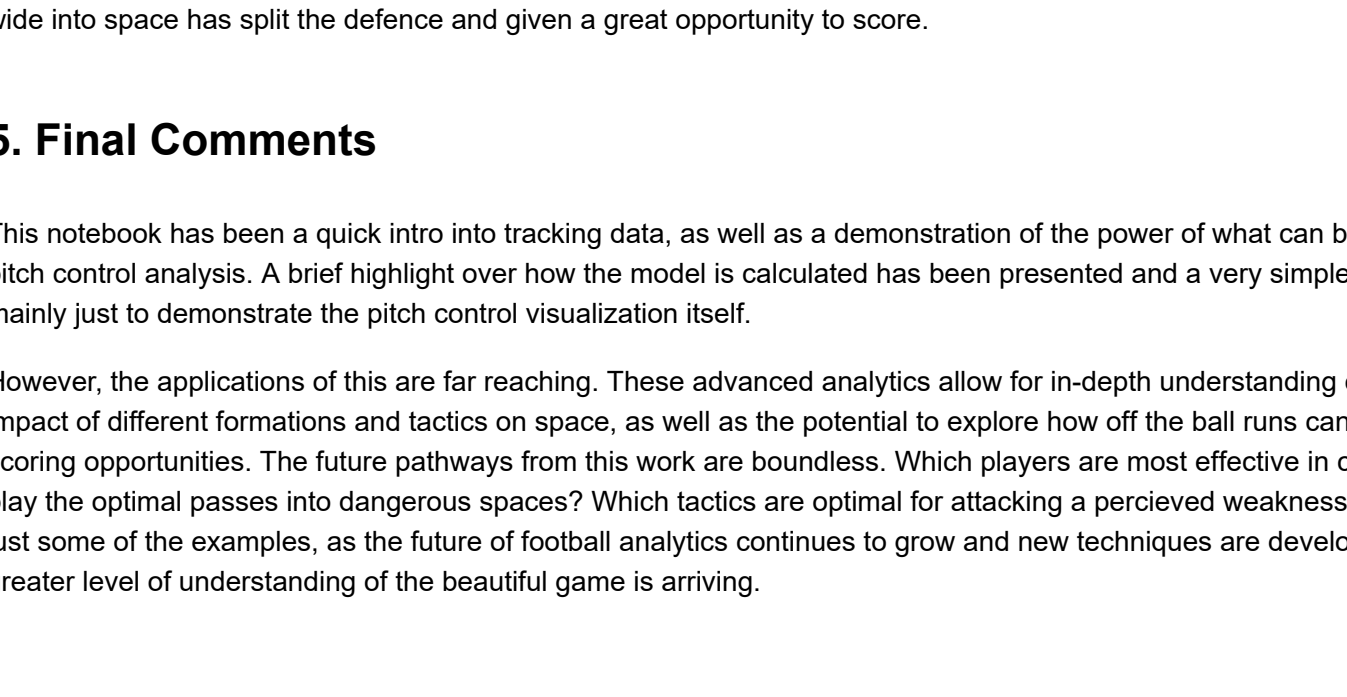 wide into space has split the defence and given a great opportunity to score.
5. Final Comments
This notebook has been a quick intro into tracking data, as well as a demonstration of the power of what can b
pitch control analysis. A brief highlight over how the model is calculated has been presented and a very simple
mainly just to demonstrate the pitch control visualization itself.
However, the applications of this are far reaching. These advanced analytics allow for in-depth understanding
impact of different formations and tactics on space, as well as the potential to explore how off the ball runs can
scoring opportunities. The future pathways from this work are boundless. Which players are most effective in
play the optimal passes into dangerous spaces? Which tactics are optimal for attacking a percieved weakness
just some of the examples, as the future of football analytics continues to grow and new techniques are develo
greater level of understanding of the beautiful game is arriving.